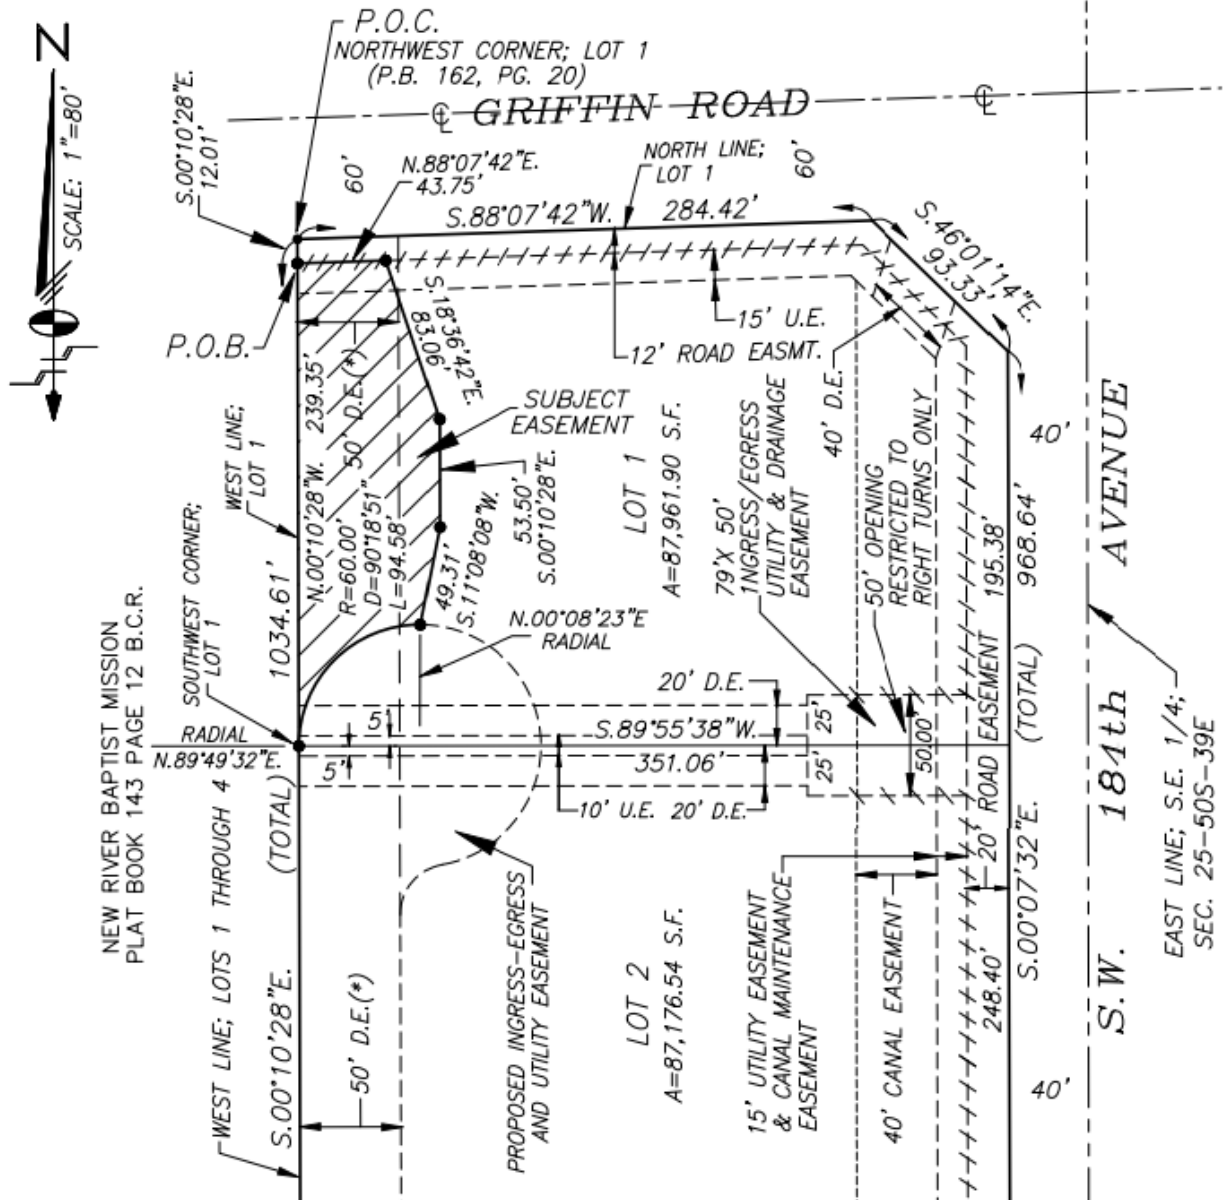 N
SCALE: 1"=80'
S.00°10'28"E.
12.01'
P.O.C.
NORTHWEST CORNER; LOT 1
(P.B. 162, PG. 20)
℄ GRIFFIN ROAD ℄
60'
N.88°07'42"E.
43.75'
NORTH LINE;
LOT 1
60'
S.88°07'42"W. 284.42'
S.46°01'14"E.
93.33'
P.O.B.
15' U.E.
12' ROAD EASMT.
S.18°36'42"E.
83.06'
239.35'
N.00°10'28"W.
50' D.E.(*)
R=60.00'
D=90°18'51"
L=94.58'
WEST LINE;
LOT 1
SUBJECT
EASEMENT
53.50'
S.00°10'28"E.
49.31'
S.11°08'08"W.
LOT 1
A=87,961.90 S.F.
79'X 50'
INGRESS/EGRESS
UTILITY & DRAINAGE
EASEMENT
40' D.E.
50' OPENING
RESTRICTED TO
RIGHT TURNS ONLY
40'
195.38'
968.64'
(TOTAL)
S.00°07'32"E.
20' ROAD EASEMENT
S.W. 184th AVENUE
EAST LINE; S.E. 1/4;
SEC. 25-50S-39E
NEW RIVER BAPTIST MISSION
PLAT BOOK 143 PAGE 12 B.C.R.
SOUTHWEST CORNER;
LOT 1
1034.61'
(TOTAL)
S.00°10'28"E.
N.00°08'23"E
RADIAL
RADIAL
N.89°49'32"E.
5'
5'
20' D.E.
S.89°55'38"W.
351.06'
25'
25'
50.00'
10' U.E. 20' D.E.
WEST LINE; LOTS 1 THROUGH 4
50' D.E.(*)
PROPOSED INGRESS-EGRESS
AND UTILITY EASEMENT
LOT 2
A=87,176.54 S.F.
15' UTILITY EASEMENT
& CANAL MAINTENANCE
EASEMENT
40' CANAL EASEMENT
248.40'
40'